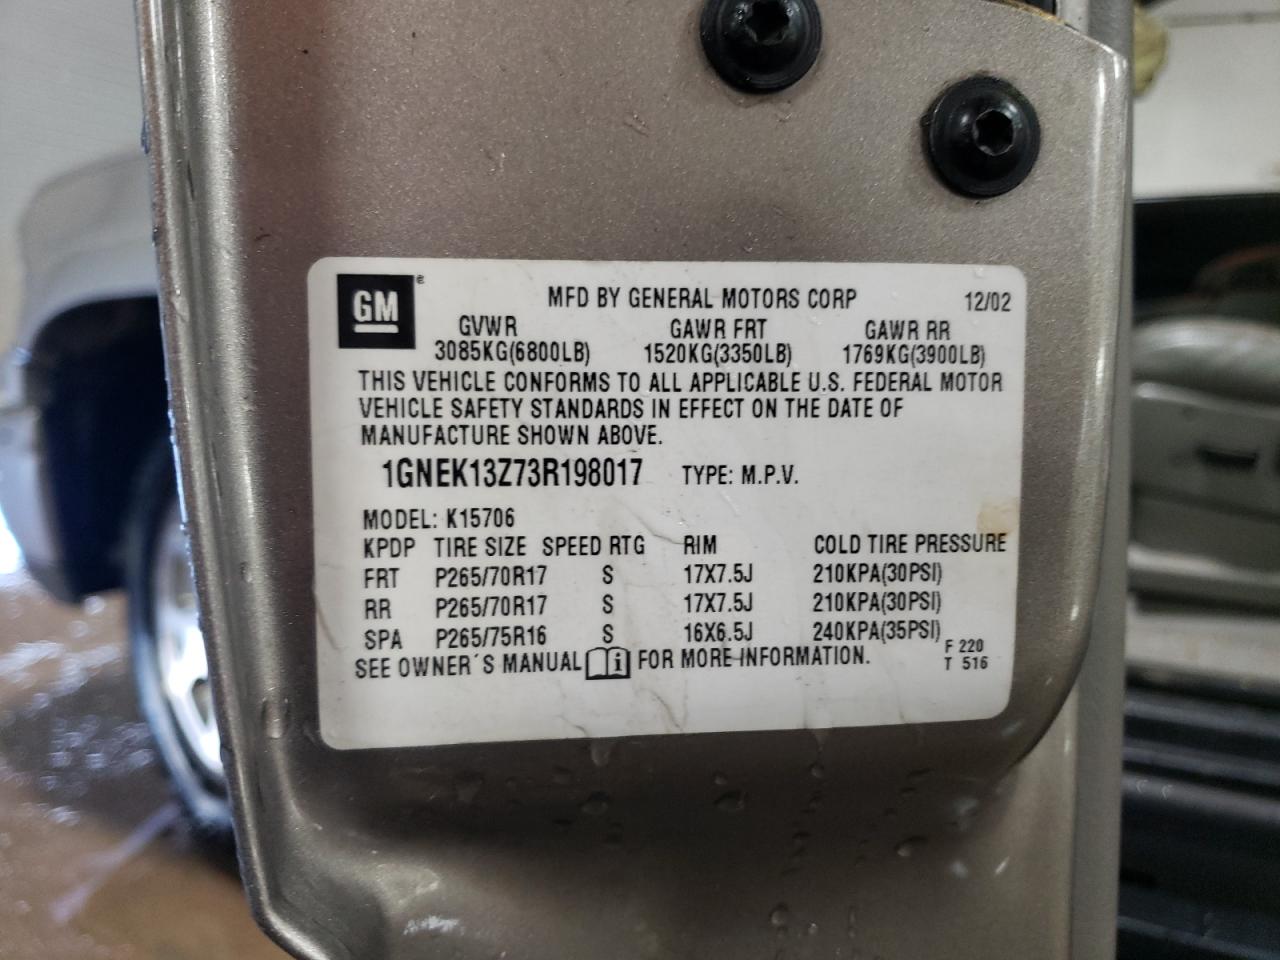 GM ®
MFD BY GENERAL MOTORS CORP 12/02
GVWR GAWR FRT GAWR RR
3085KG(6800LB) 1520KG(3350LB) 1769KG(3900LB)
THIS VEHICLE CONFORMS TO ALL APPLICABLE U.S. FEDERAL MOTOR
VEHICLE SAFETY STANDARDS IN EFFECT ON THE DATE OF
MANUFACTURE SHOWN ABOVE.
1GNEK13Z73R198017 TYPE: M.P.V.
MODEL: K15706
KPDP TIRE SIZE SPEED RTG RIM COLD TIRE PRESSURE
FRT P265/70R17 S 17X7.5J 210KPA(30PSI)
RR P265/70R17 S 17X7.5J 210KPA(30PSI)
SPA P265/75R16 S 16X6.5J 240KPA(35PSI)
SEE OWNER´S MANUAL i FOR MORE INFORMATION.
F 220
T 516